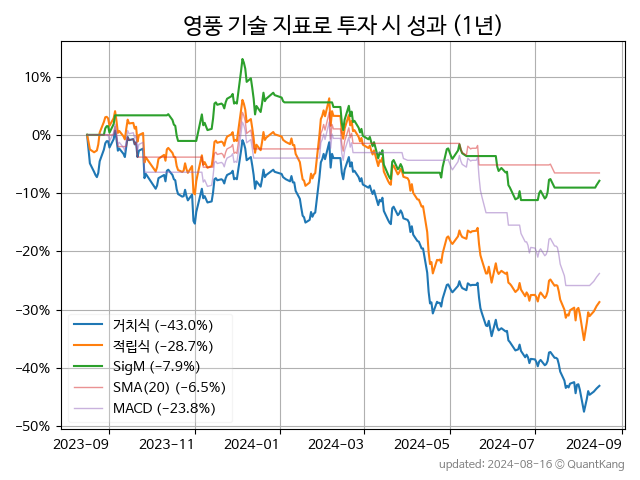 영풍 기술 지표로 투자 시 성과 (1년)
10%
0%
−10%
−20%
−30%
−40%
−50%
거치식 (−43.0%)
적립식 (−28.7%)
SigM (−7.9%)
SMA(20) (−6.5%)
MACD (−23.8%)
2023-09 2023-11 2024-01 2024-03 2024-05 2024-07 2024-09
updated: 2024-08-16 © QuantKang